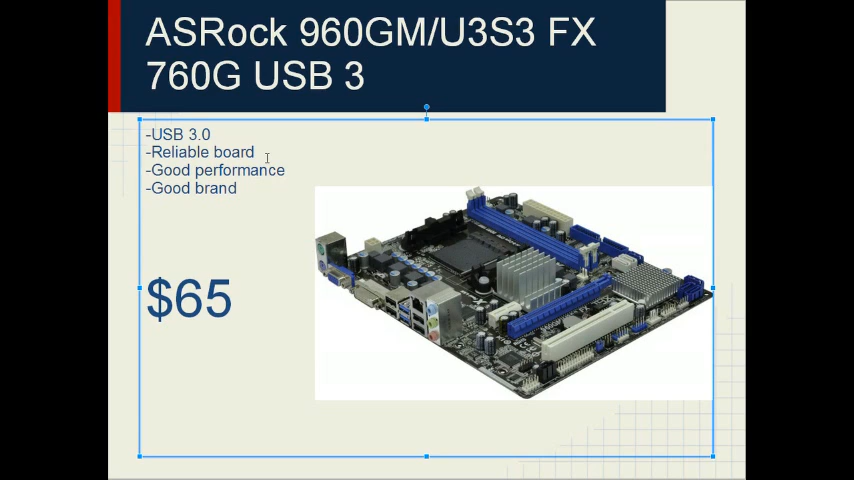 ASRock 960GM/U3S3 FX
760G USB 3
-USB 3.0
-Reliable board
-Good performance
-Good brand
$65